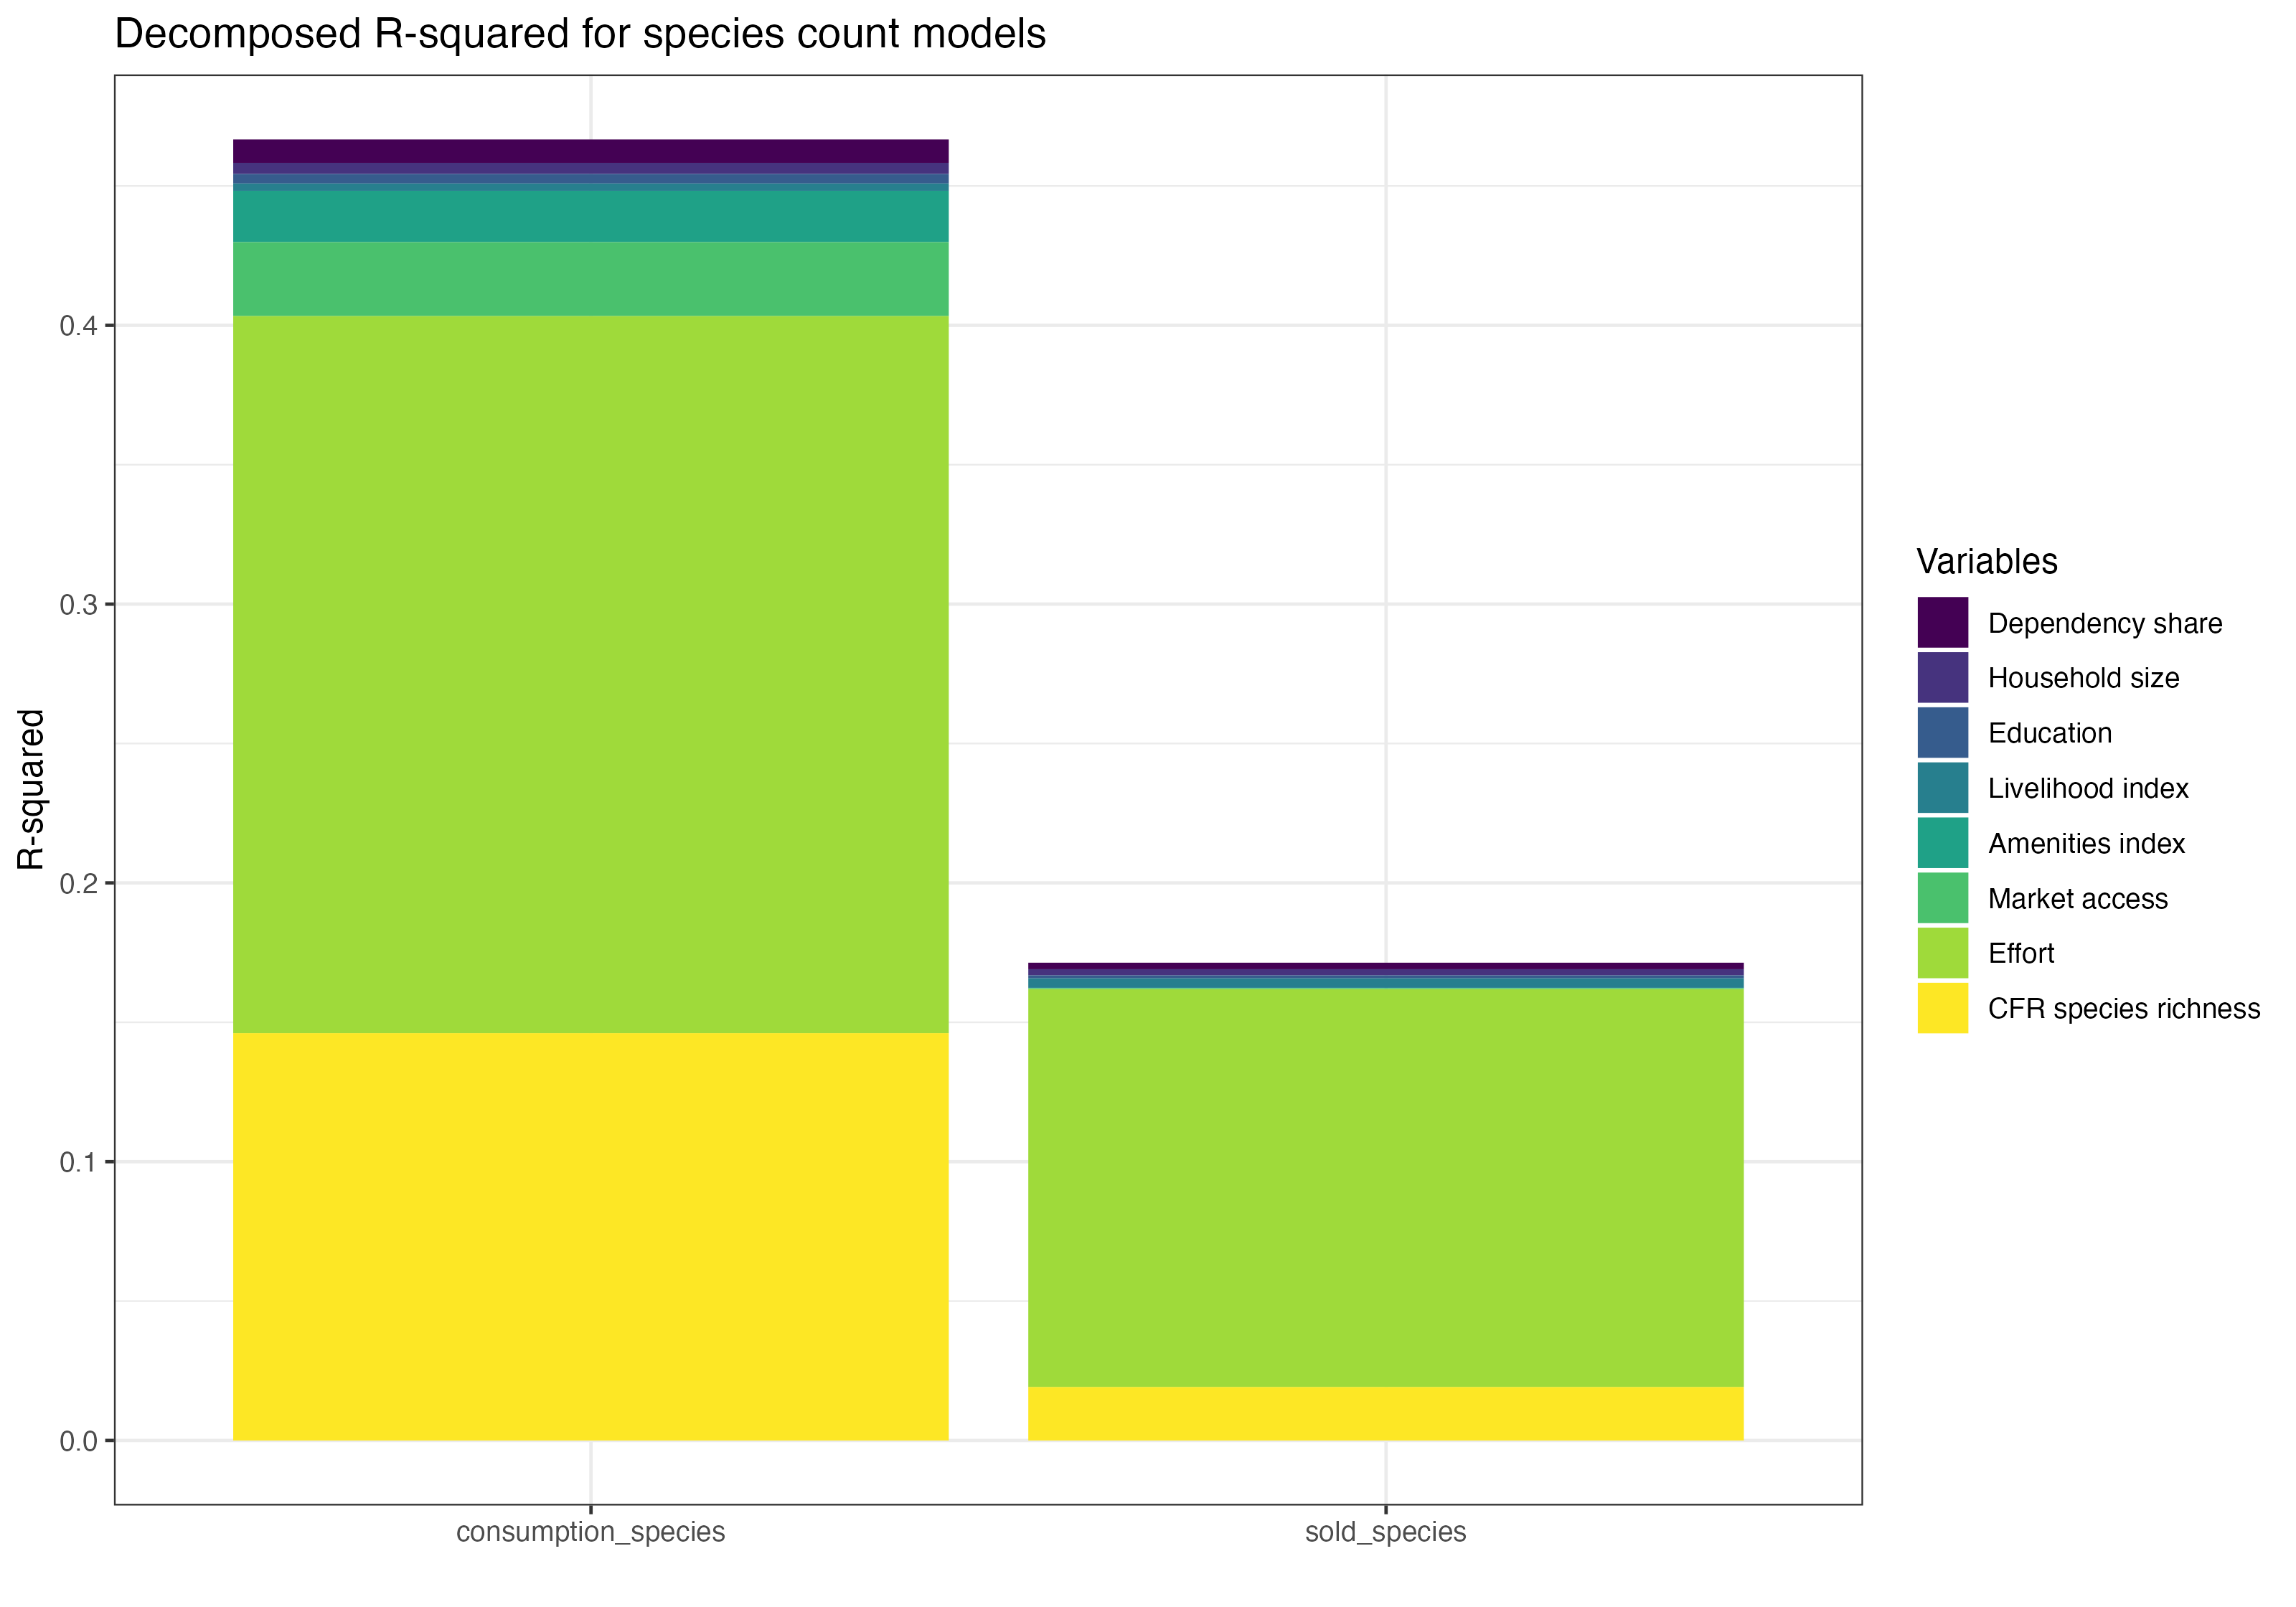 Decomposed R-squared for species count models
R-squared
0.4
0.3
0.2
0.1
0.0
consumption_species
sold_species
Variables
Dependency share
Household size
Education
Livelihood index
Amenities index
Market access
Effort
CFR species richness